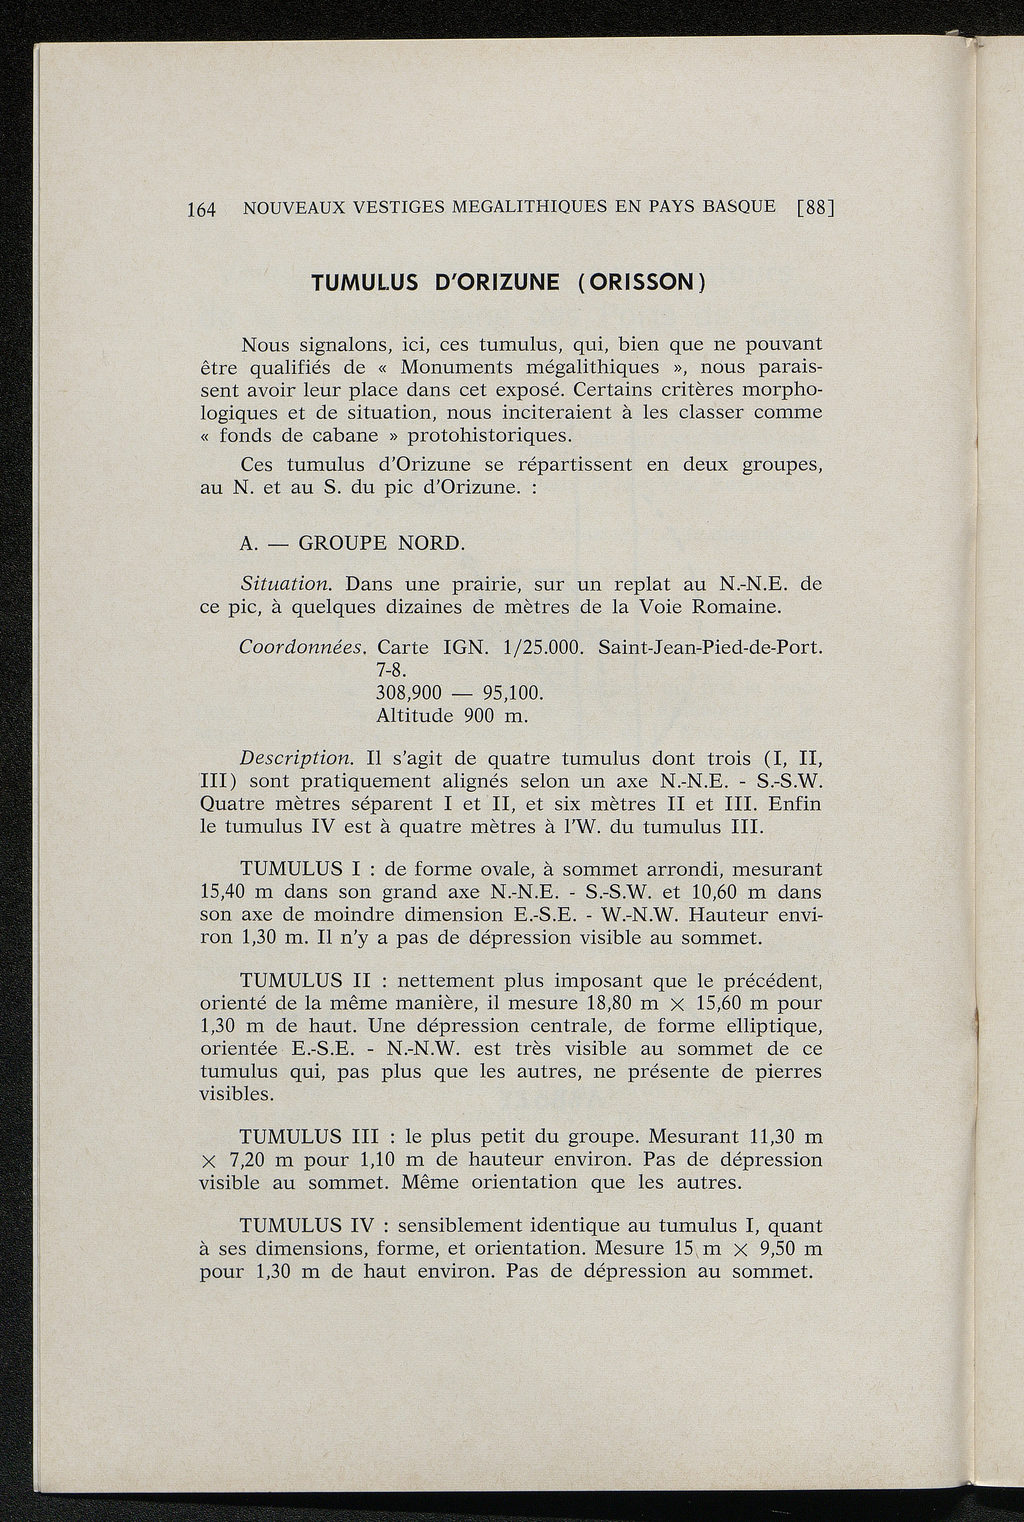 164 NOUVEAUX VESTIGES MEGALITHIQUES EN PAYS BASQUE [88]
TUMULUS D'ORIZUNE (ORISSON)
Nous signalons, ici, ces tumulus, qui, bien que ne pouvant
être qualifiés de « Monuments mégalithiques », nous parais-
sent avoir leur place dans cet exposé. Certains critères morpho-
logiques et de situation, nous inciteraient à les classer comme
« fonds de cabane » protohistoriques.
Ces tumulus d'Orizune se répartissent en deux groupes,
au N. et au S. du pic d'Orizune. :
A. — GROUPE NORD.
Situation. Dans une prairie, sur un replat au N.-N.E. de
ce pic, à quelques dizaines de mètres de la Voie Romaine.
Coordonnées. Carte IGN. 1/25.000. Saint-Jean-Pied-de-Port.
7-8.
308,900 — 95,100.
Altitude 900 m.
Description. Il s'agit de quatre tumulus dont trois (I, II,
III) sont pratiquement alignés selon un axe N.-N.E. - S.-S.W.
Quatre mètres séparent I et II, et six mètres II et III. Enfin
le tumulus IV est à quatre mètres à l'W. du tumulus III.
TUMULUS I : de forme ovale, à sommet arrondi, mesurant
15,40 m dans son grand axe N.-N.E. - S.-S.W. et 10,60 m dans
son axe de moindre dimension E.-S.E. - W.-N.W. Hauteur envi-
ron 1,30 m. Il n'y a pas de dépression visible au sommet.
TUMULUS II : nettement plus imposant que le précédent,
orienté de la même manière, il mesure 18,80 m × 15,60 m pour
1,30 m de haut. Une dépression centrale, de forme elliptique,
orientée E.-S.E. - N.-N.W. est très visible au sommet de ce
tumulus qui, pas plus que les autres, ne présente de pierres
visibles.
TUMULUS III : le plus petit du groupe. Mesurant 11,30 m
× 7,20 m pour 1,10 m de hauteur environ. Pas de dépression
visible au sommet. Même orientation que les autres.
TUMULUS IV : sensiblement identique au tumulus I, quant
à ses dimensions, forme, et orientation. Mesure 15 m × 9,50 m
pour 1,30 m de haut environ. Pas de dépression au sommet.